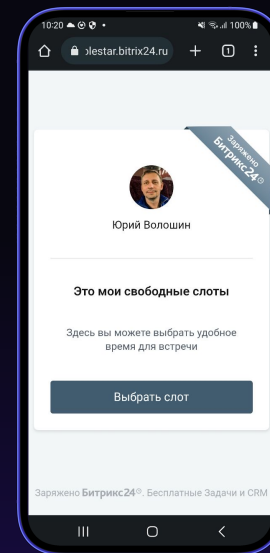 10:20
100%
olestar.bitrix24.ru
1
Заряжено
Битрикс24
Юрий Волошин
Это мои свободные слоты
Здесь вы можете выбрать удобное
время для встречи
Выбрать слот
Заряжено Битрикс24. Бесплатные Задачи и CRM